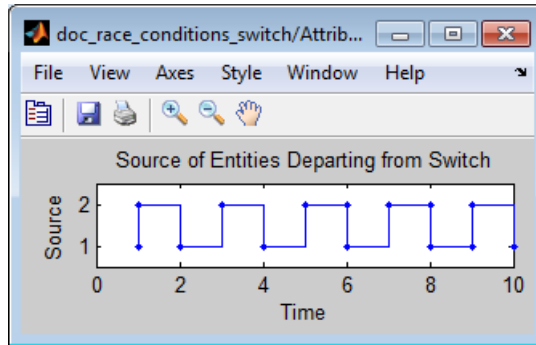 doc_race_conditions_switch/Attrib...
File View Axes Style Window Help
Source of Entities Departing from Switch
Source
2
1
0 2 4 6 8 10
Time